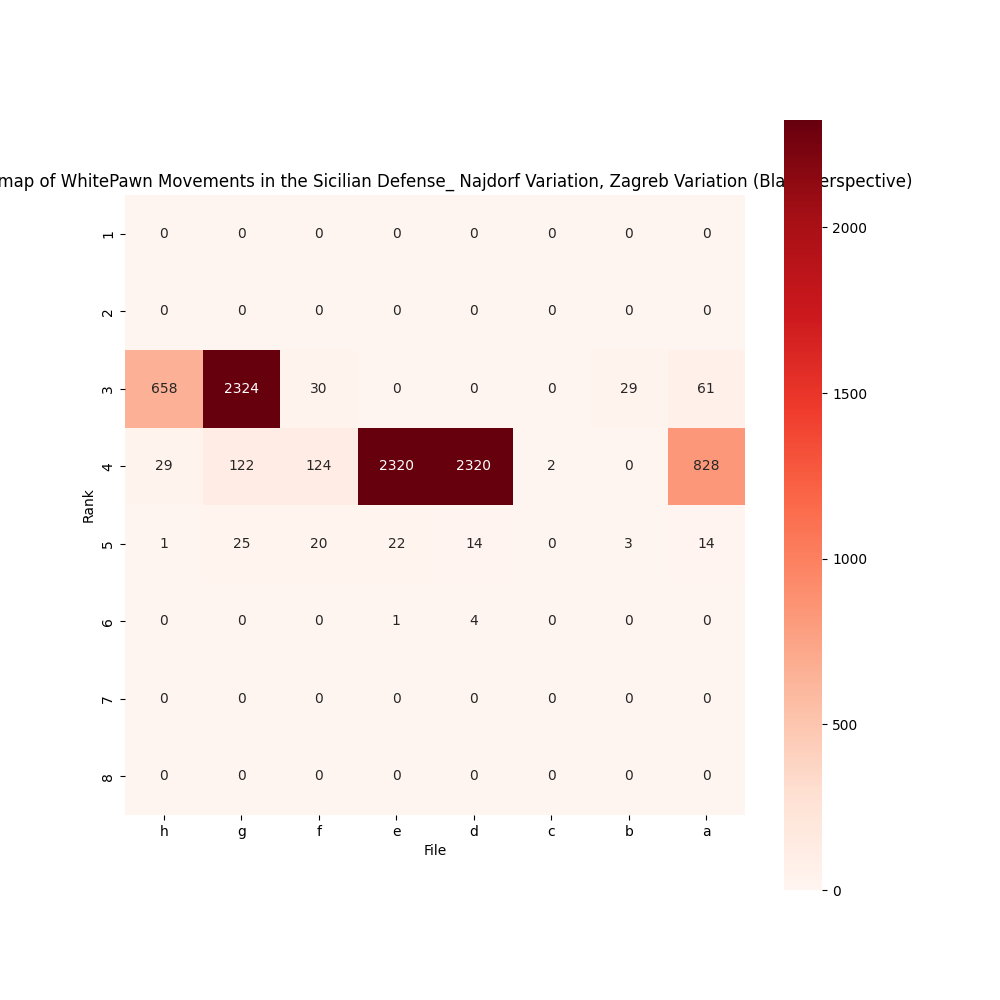 map of WhitePawn Movements in the Sicilian Defense_ Najdorf Variation, Zagreb Variation (Bla erspective)
1 0 0 0 0 0 0 0 0
2 0 0 0 0 0 0 0 0
3 658 2324 30 0 0 0 29 61
4 29 122 124 2320 2320 2 0 828
5 1 25 20 22 14 0 3 14
6 0 0 0 1 4 0 0 0
7 0 0 0 0 0 0 0 0
8 0 0 0 0 0 0 0 0
Rank
h g f e d c b a
File
2000
1500
1000
500
0